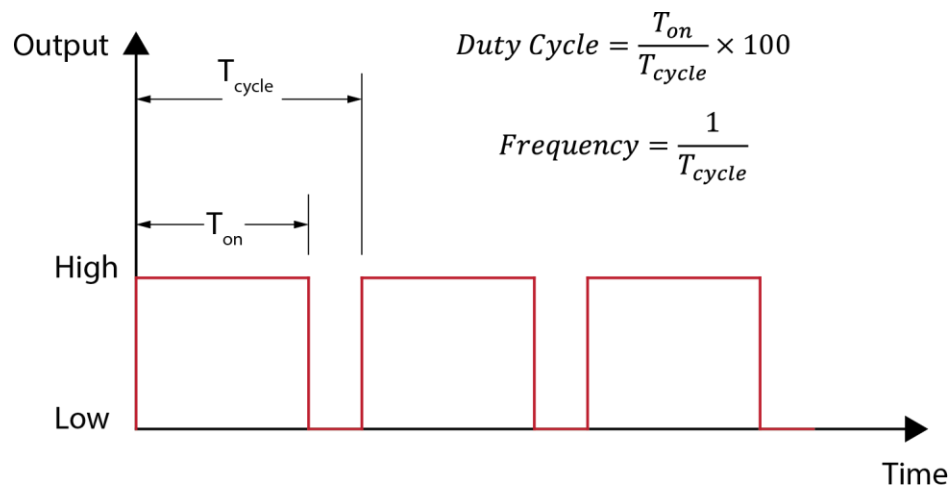 Output
Duty Cycle = T_on / T_cycle × 100
T_cycle
Frequency = 1 / T_cycle
T_on
High
Low
Time